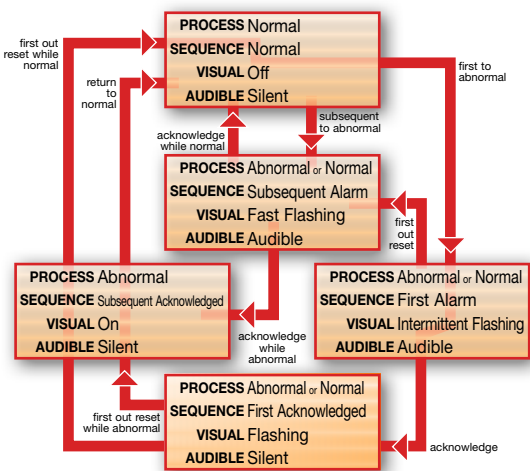 first out
reset while
normal
PROCESS Normal
SEQUENCE Normal
VISUAL Off
AUDIBLE Silent
first to
abnormal
return
to
normal
acknowledge
while normal
subsequent
to abnormal
PROCESS Abnormal or Normal
SEQUENCE Subsequent Alarm
VISUAL Fast Flashing
AUDIBLE Audible
first
out
reset
PROCESS Abnormal
SEQUENCE Subsequent Acknowledged
VISUAL On
AUDIBLE Silent
PROCESS Abnormal or Normal
SEQUENCE First Alarm
VISUAL Intermittent Flashing
AUDIBLE Audible
acknowledge
while
abnormal
first out reset
while abnormal
PROCESS Abnormal or Normal
SEQUENCE First Acknowledged
VISUAL Flashing
AUDIBLE Silent
acknowledge